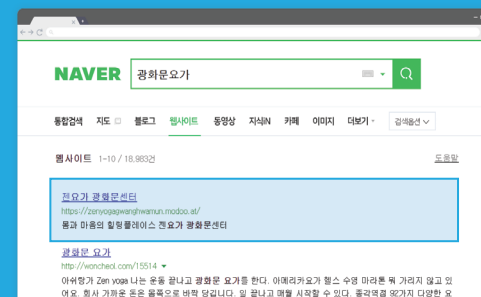 NAVER 광화문요가
통합검색 지도 블로그 웹사이트 동영상 지식iN 카페 이미지 더보기 검색옵션
웹사이트 1-10 / 18,983건 도움말
젠요가 광화문센터
https://zenyogagwanghwamun.modoo.at/
몸과 마음의 힐링플레이스 젠요가 광화문센터
광화문 요가
http://woncheol.com/15514
아쉬탕가 Zen yoga 나는 운동 끝나고 광화문 요가를 한다. 아메리카요가 헬스 수영 마라톤 뭐 가리지 않고 있
어요. 회사 가까운 돈은 몸쪽으로 바짝 당깁니다. 일 끝나고 매월 시작할 수 있다. 종각역겸 92가지 다양한 요